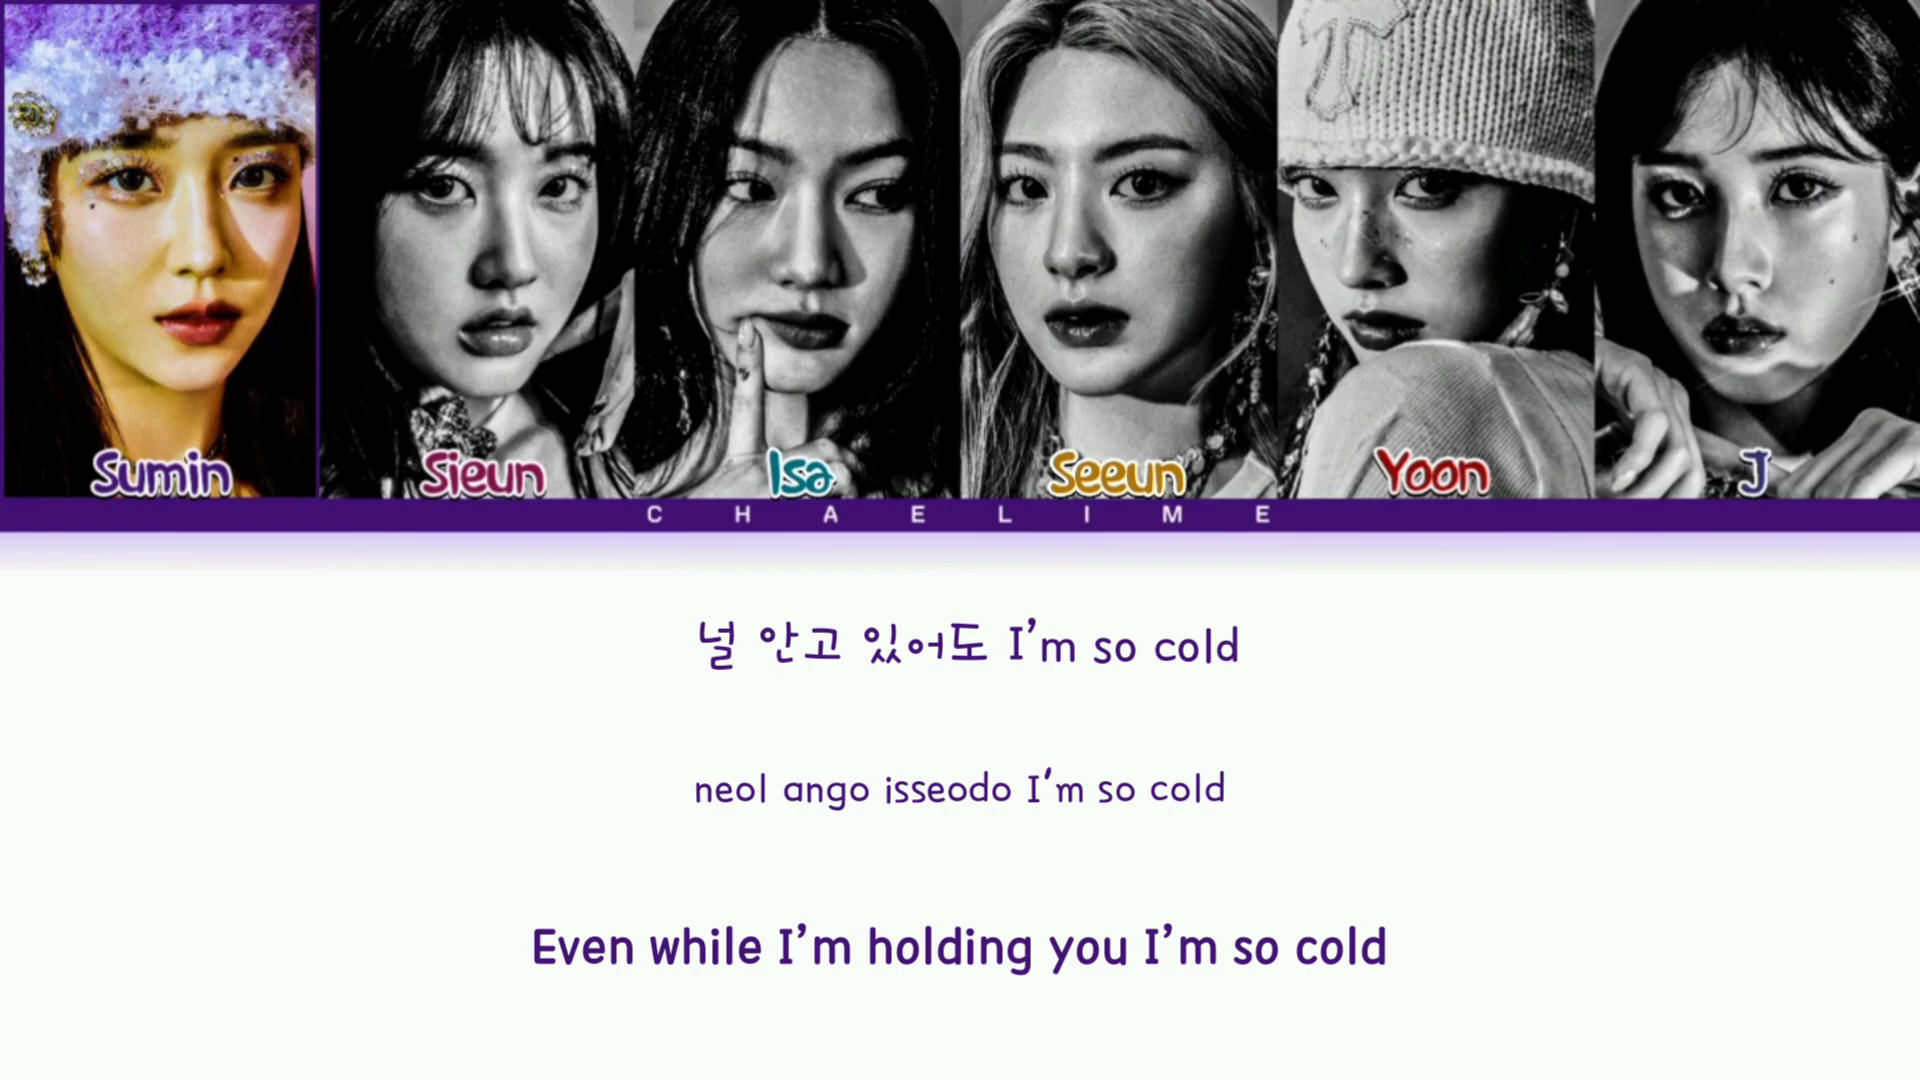 Sumin Sieun Isa Seeun Yoon J
CHAELIME
널 안고 있어도 I'm so cold
neol ango isseodo I'm so cold
Even while I'm holding you I'm so cold